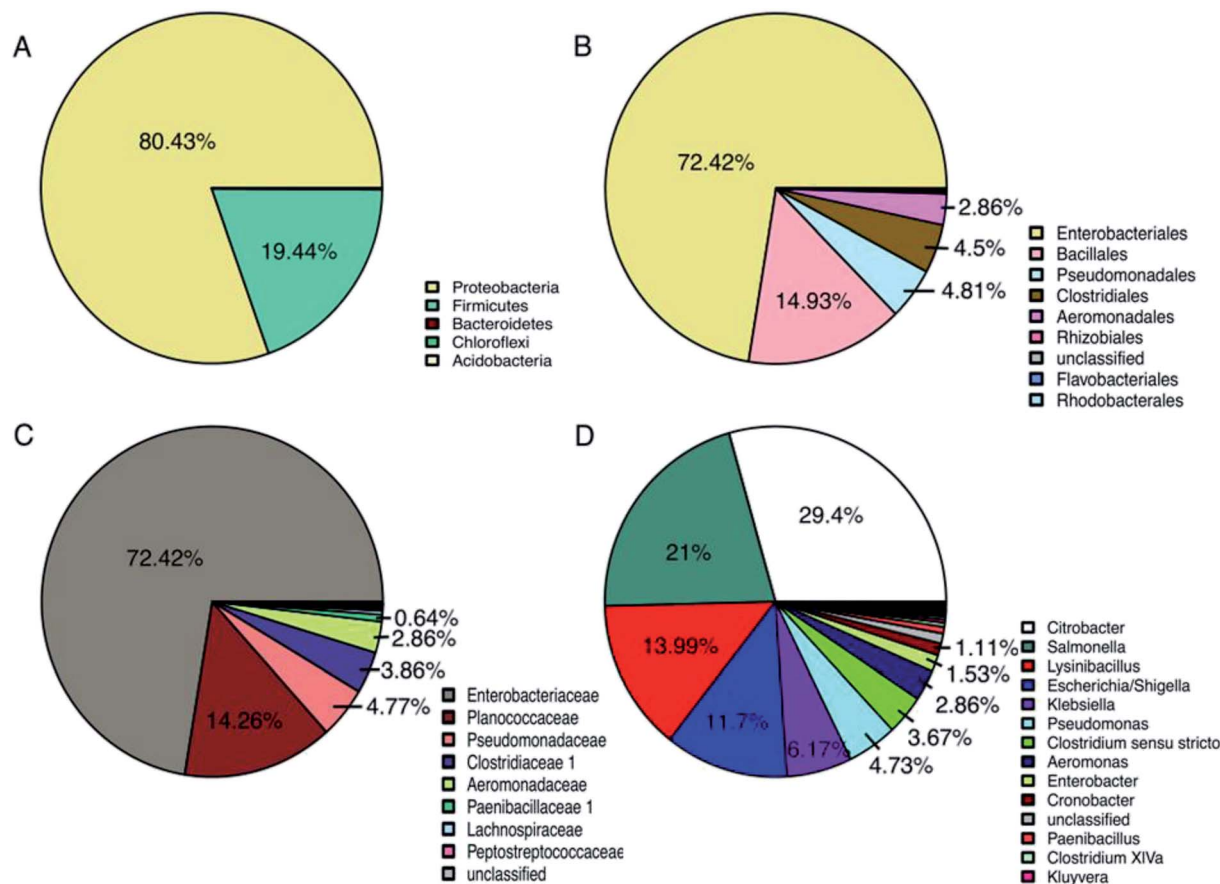 A
80.43%
19.44%
Proteobacteria
Firmicutes
Bacteroidetes
Chloroflexi
Acidobacteria
B
72.42%
2.86%
4.5%
4.81%
14.93%
Enterobacteriales
Bacillales
Pseudomonadales
Clostridiales
Aeromonadales
Rhizobiales
unclassified
Flavobacteriales
Rhodobacterales
C
72.42%
0.64%
2.86%
3.86%
4.77%
14.26%
Enterobacteriaceae
Planococcaceae
Pseudomonadaceae
Clostridiaceae 1
Aeromonadaceae
Paenibacillaceae 1
Lachnospiraceae
Peptostreptococcaceae
unclassified
D
29.4%
21%
13.99%
11.7%
6.17%
4.73%
3.67%
2.86%
1.53%
1.11%
Citrobacter
Salmonella
Lysinibacillus
Escherichia/Shigella
Klebsiella
Pseudomonas
Clostridium sensu stricto
Aeromonas
Enterobacter
Cronobacter
unclassified
Paenibacillus
Clostridium XIVa
Kluyvera